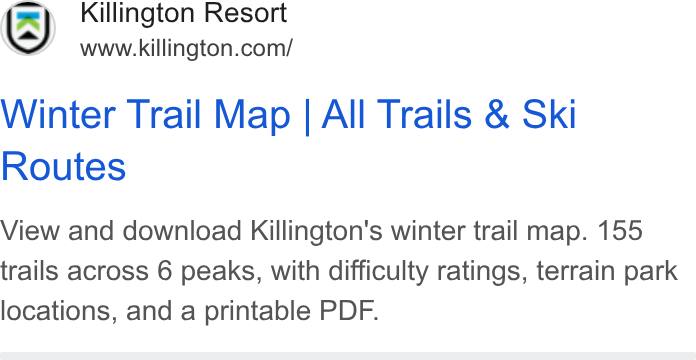 Killington Resort
www.killington.com/
Winter Trail Map | All Trails & Ski
Routes
View and download Killington's winter trail map. 155
trails across 6 peaks, with difficulty ratings, terrain park
locations, and a printable PDF.